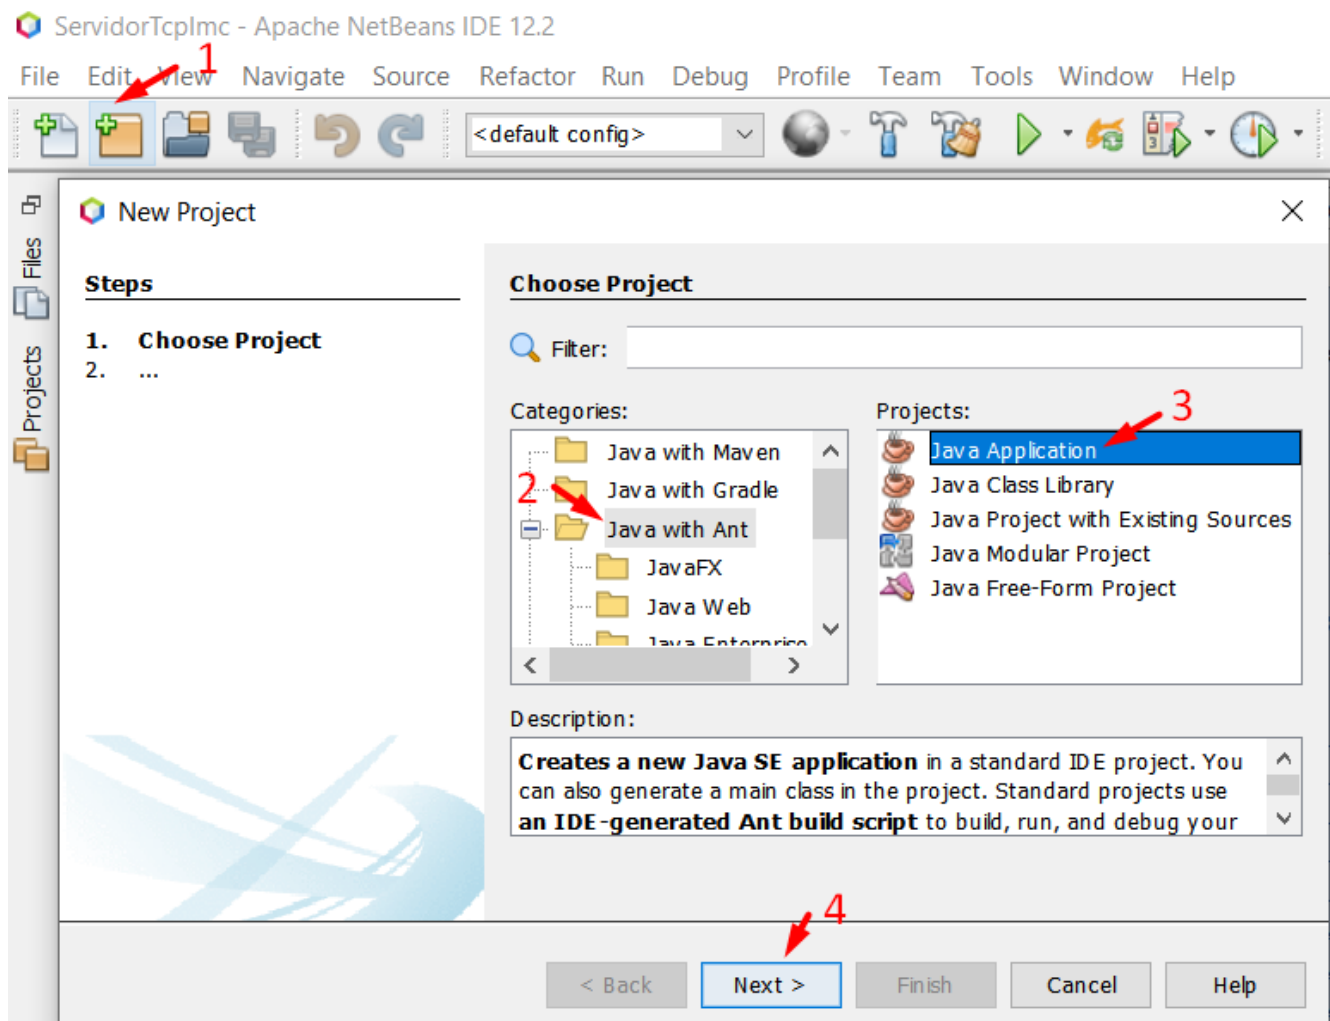 ServidorTcpImc - Apache NetBeans IDE 12.2
1
File Edit View Navigate Source Refactor Run Debug Profile Team Tools Window Help
<default config>
Files
Projects
New Project
Steps
1. Choose Project
2. ...
Choose Project
Filter:
Categories:
Java with Maven
Java with Gradle
2
Java with Ant
JavaFX
Java Web
Java Enterprise
Projects:
3
Java Application
Java Class Library
Java Project with Existing Sources
Java Modular Project
Java Free-Form Project
Description:
Creates a new Java SE application in a standard IDE project. You
can also generate a main class in the project. Standard projects use
an IDE-generated Ant build script to build, run, and debug your
4
< Back Next > Finish Cancel Help